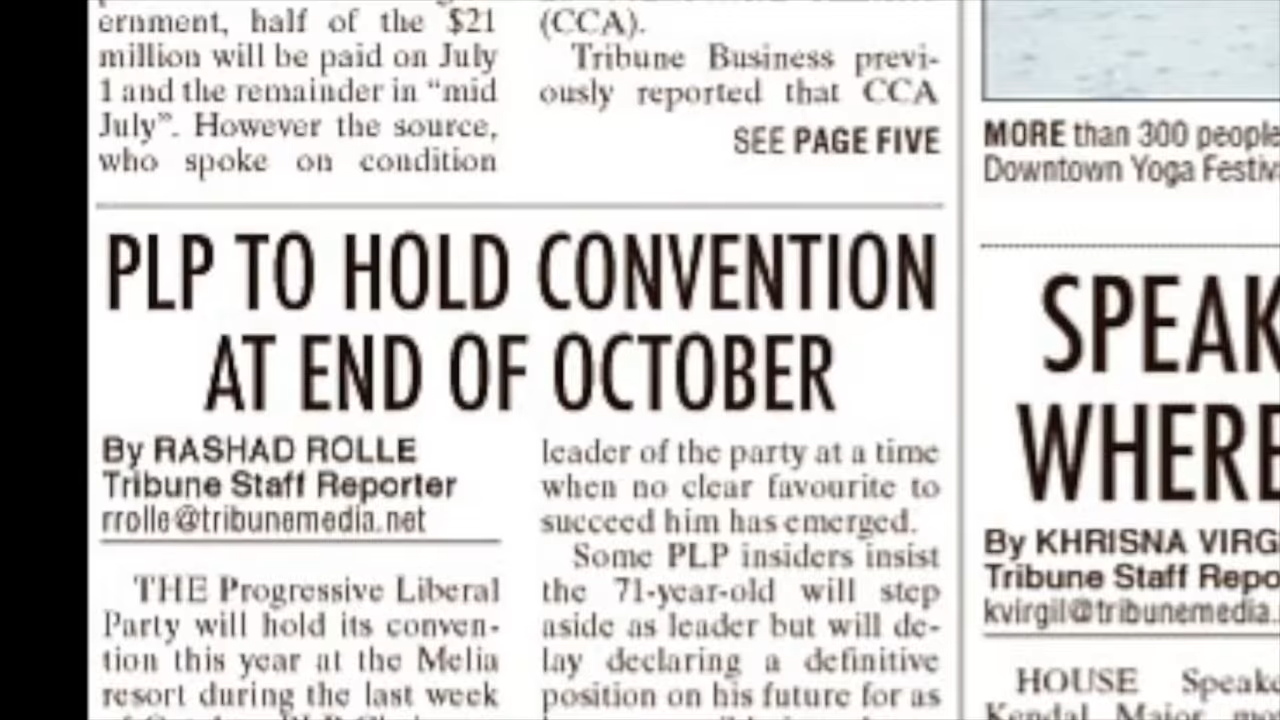 ernment, half of the $21
million will be paid on July
1 and the remainder in “mid
July”. However the source,
who spoke on condition
(CCA).
Tribune Business previ-
ously reported that CCA
SEE PAGE FIVE
MORE than 300 people
Downtown Yoga Festiv
PLP TO HOLD CONVENTION
AT END OF OCTOBER
By RASHAD ROLLE
Tribune Staff Reporter
rrolle@tribunemedia.net
THE Progressive Liberal
Party will hold its conven-
tion this year at the Melia
resort during the last week
leader of the party at a time
when no clear favourite to
succeed him has emerged.
Some PLP insiders insist
the 71-year-old will step
aside as leader but will de-
lay declaring a definitive
position on his future for as
SPEAK
WHERE
By KHRISNA VIRG
Tribune Staff Repo
kvirgil@tribunemedia.
HOUSE Speake
Kendal Major